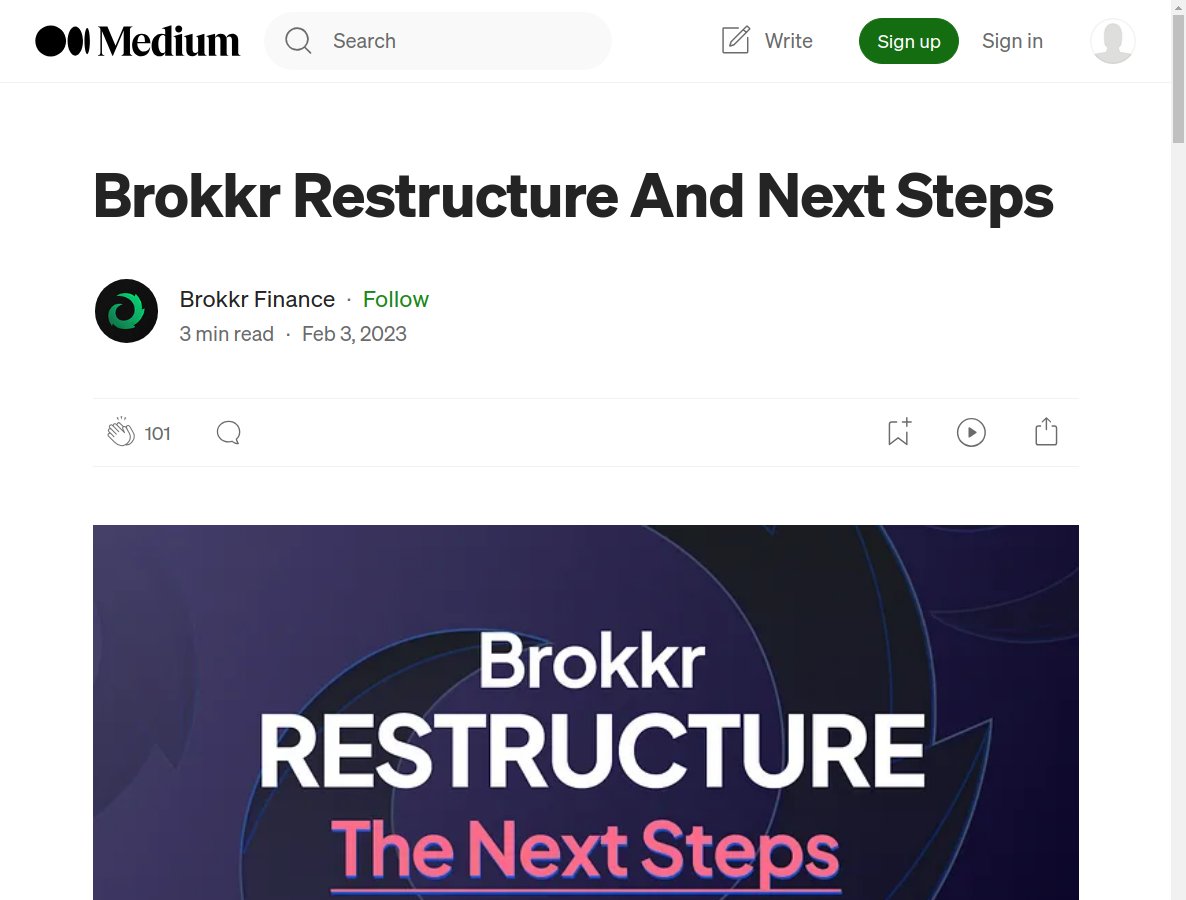 Medium
Search
Write
Sign up
Sign in
Brokkr Restructure And Next Steps
Brokkr Finance · Follow
3 min read · Feb 3, 2023
101
Brokkr
RESTRUCTURE
The Next Steps